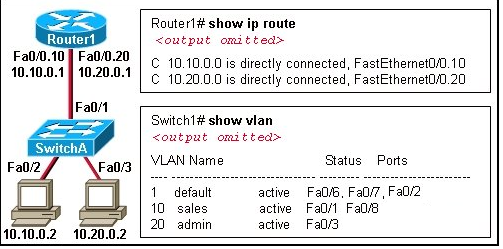 Router1
Fa0/0.10 Fa0/0.20
10.10.0.1 10.20.0.1
Fa0/1
SwitchA
Fa0/2 Fa0/3
10.10.0.2 10.20.0.2
Router1# show ip route
<output omitted>
C 10.10.0.0 is directly connected, FastEthernet0/0.10
C 10.20.0.0 is directly connected, FastEthernet0/0.20
Switch1# show vlan
<output omitted>
VLAN Name Status Ports
---- -------------------------------- --------- -------------------------------
1 default active Fa0/6, Fa0/7, Fa0/2
10 sales active Fa0/1 Fa0/8
20 admin active Fa0/3